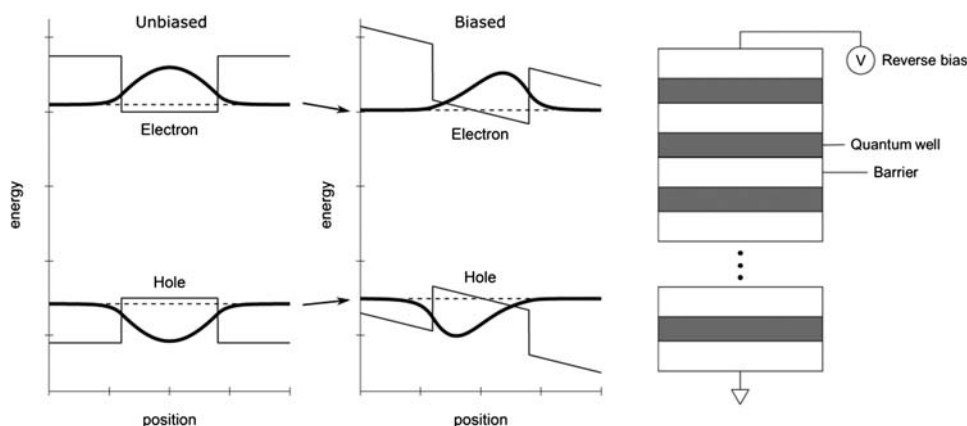 Unbiased
energy
Electron
Hole
position
Biased
energy
Electron
Hole
position
V
Reverse bias
Quantum well
Barrier